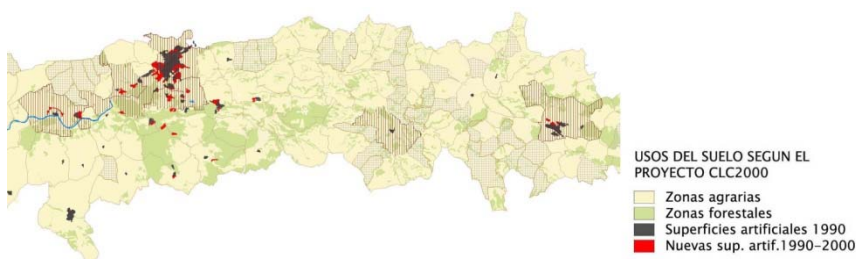 USOS DEL SUELO SEGUN EL
PROYECTO CLC2000
Zonas agrarias
Zonas forestales
Superficies artificiales 1990
Nuevas sup. artif.1990-2000